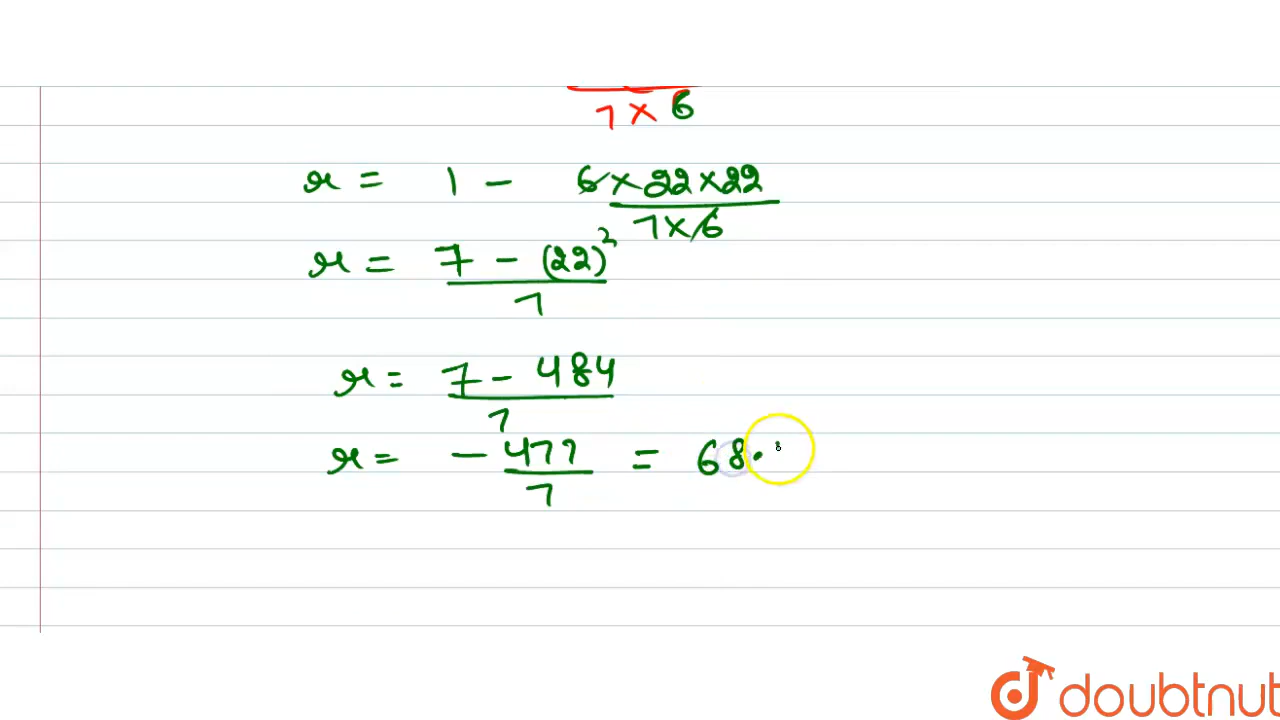 7 × 6
r = 1 - 6 × 22 × 22 / 7 × 6
r = 7 - (22)² / 7
r = 7 - 484 / 7
r = - 477 / 7 = 68.
doubtnut